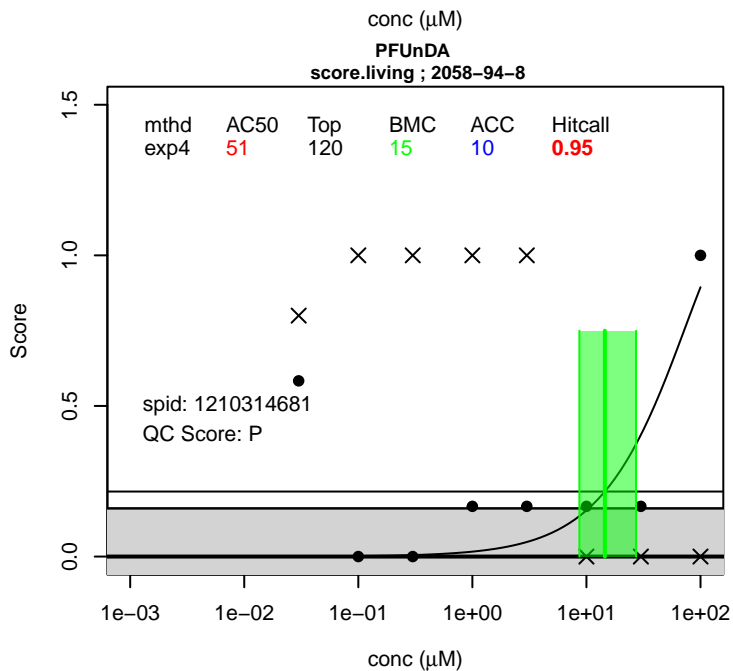 conc (μM)
PFUnDA
score.living ; 2058−94−8
mthd AC50 Top BMC ACC Hitcall
exp4 51 120 15 10 0.95
spid: 1210314681
QC Score: P
Score
1.5
1.0
0.5
0.0
1e−03 1e−02 1e−01 1e+00 1e+01 1e+02
conc (μM)